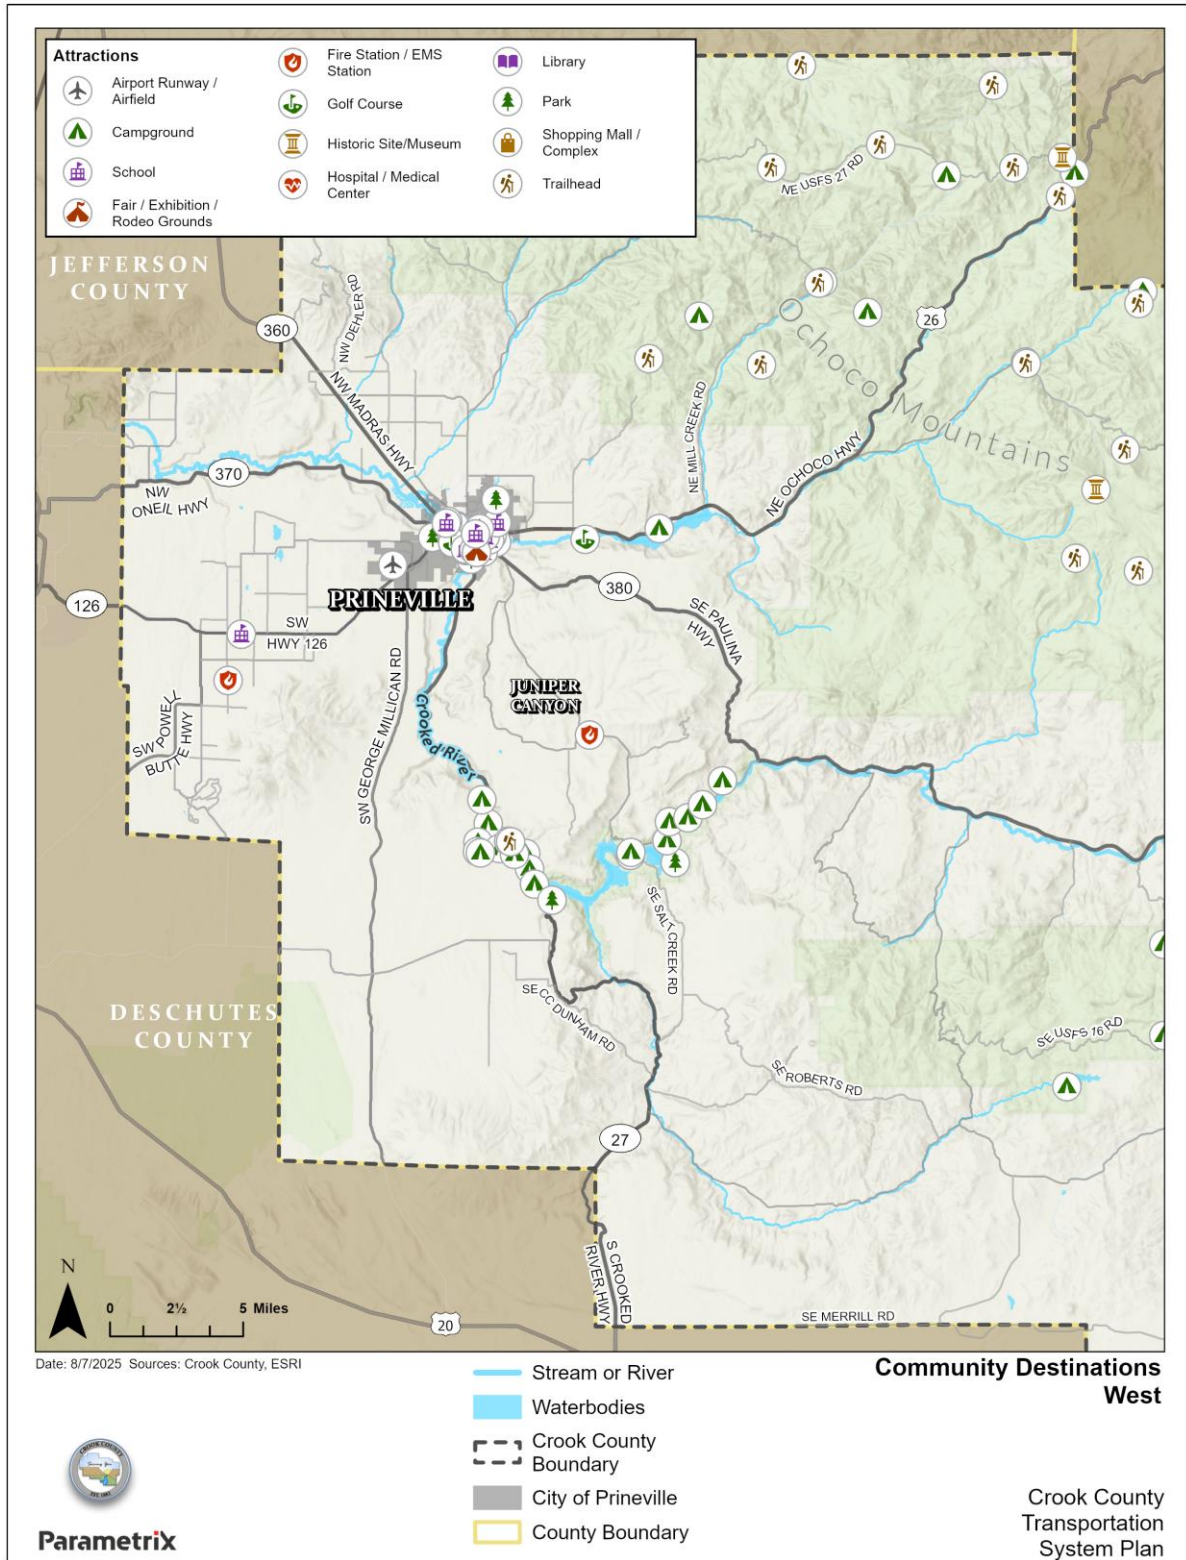 Attractions
Airport Runway /
Airfield
Campground
School
Fair / Exhibition /
Rodeo Grounds
Fire Station / EMS
Station
Golf Course
Historic Site/Museum
Hospital / Medical
Center
Library
Park
Shopping Mall /
Complex
Trailhead
NE USFS 27 RD
JEFFERSON
COUNTY
360
NW DEHLER RD
NW MADRAS HWY
26
Ochoco Mountains
NE MILL CREEK RD
NE OCHOCO HWY
370
NW
ONEIL HWY
PRINEVILLE
126
SW
HWY 126
380
SE PAULINA
HWY
JUNIPER
CANYON
SW POWELL
BUTTE HWY
SW GEORGE MILLICAN RD
Crooked River
SE SALT CREEK RD
SE CC DUNHAM RD
DESCHUTES
COUNTY
SE USFS 16 RD
SE ROBERTS RD
27
S CROOKED
RIVER HWY
SE MERRILL RD
20
N
0 2½ 5 Miles
Date: 8/7/2025 Sources: Crook County, ESRI
Community Destinations
West
Stream or River
Waterbodies
Crook County
Boundary
City of Prineville
County Boundary
CROOK COUNTY
Parametrix
Crook County
Transportation
System Plan